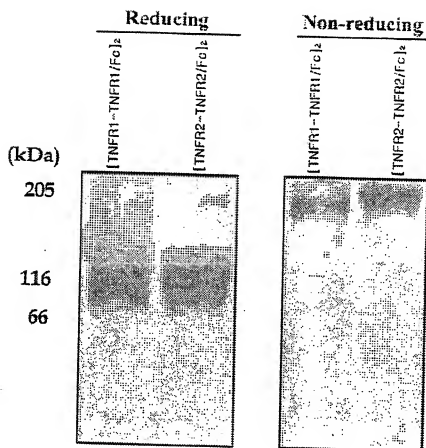 Reducing
Non-reducing
[TNFR1-TNFR1/Fc]₂
[TNFR2-TNFR2/Fc]₂
[TNFR1-TNFR1/Fc]₂
[TNFR2-TNFR2/Fc]₂
(kDa)
205
116
66